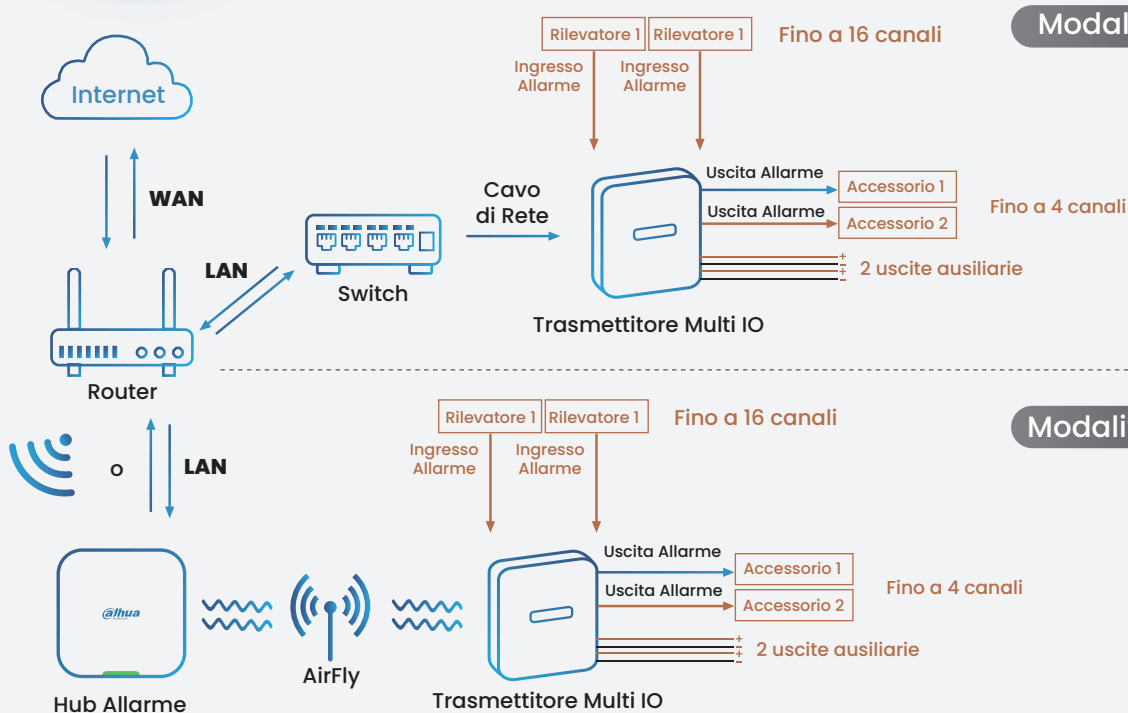 Internet
WAN
LAN
Switch
Router
Cavo
di Rete
Rilevatore 1
Rilevatore 1
Fino a 16 canali
Ingresso
Allarme
Ingresso
Allarme
Uscita Allarme
Accessorio 1
Uscita Allarme
Accessorio 2
Fino a 4 canali
+
-
+
-
2 uscite ausiliarie
Trasmettitore Multi IO
Modal
o
LAN
alhua
Hub Allarme
AirFly
Rilevatore 1
Rilevatore 1
Fino a 16 canali
Ingresso
Allarme
Ingresso
Allarme
Uscita Allarme
Accessorio 1
Uscita Allarme
Accessorio 2
Fino a 4 canali
+
-
+
-
2 uscite ausiliarie
Trasmettitore Multi IO
Modali